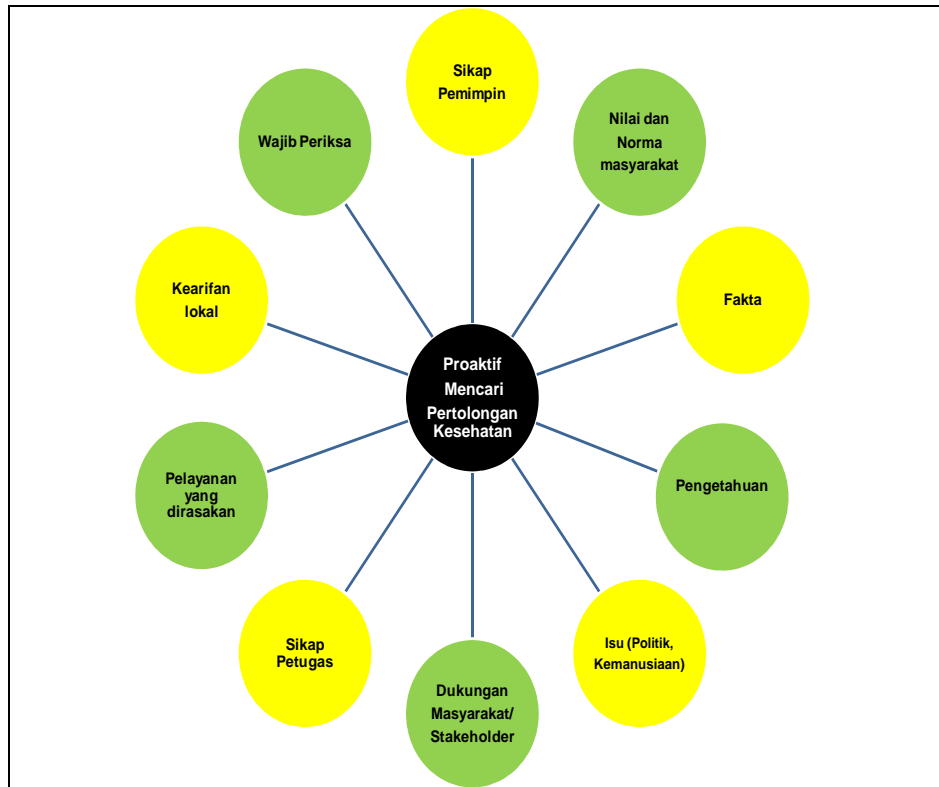 Sikap
Pemimpin
Nilai dan
Norma
masyarakat
Wajib Periksa
Kearifan
lokal
Fakta
Proaktif
Mencari
Pertolongan
Kesehatan
Pelayanan
yang
dirasakan
Pengetahuan
Sikap
Petugas
Isu (Politik,
Kemanusiaan)
Dukungan
Masyarakat/
Stakeholder